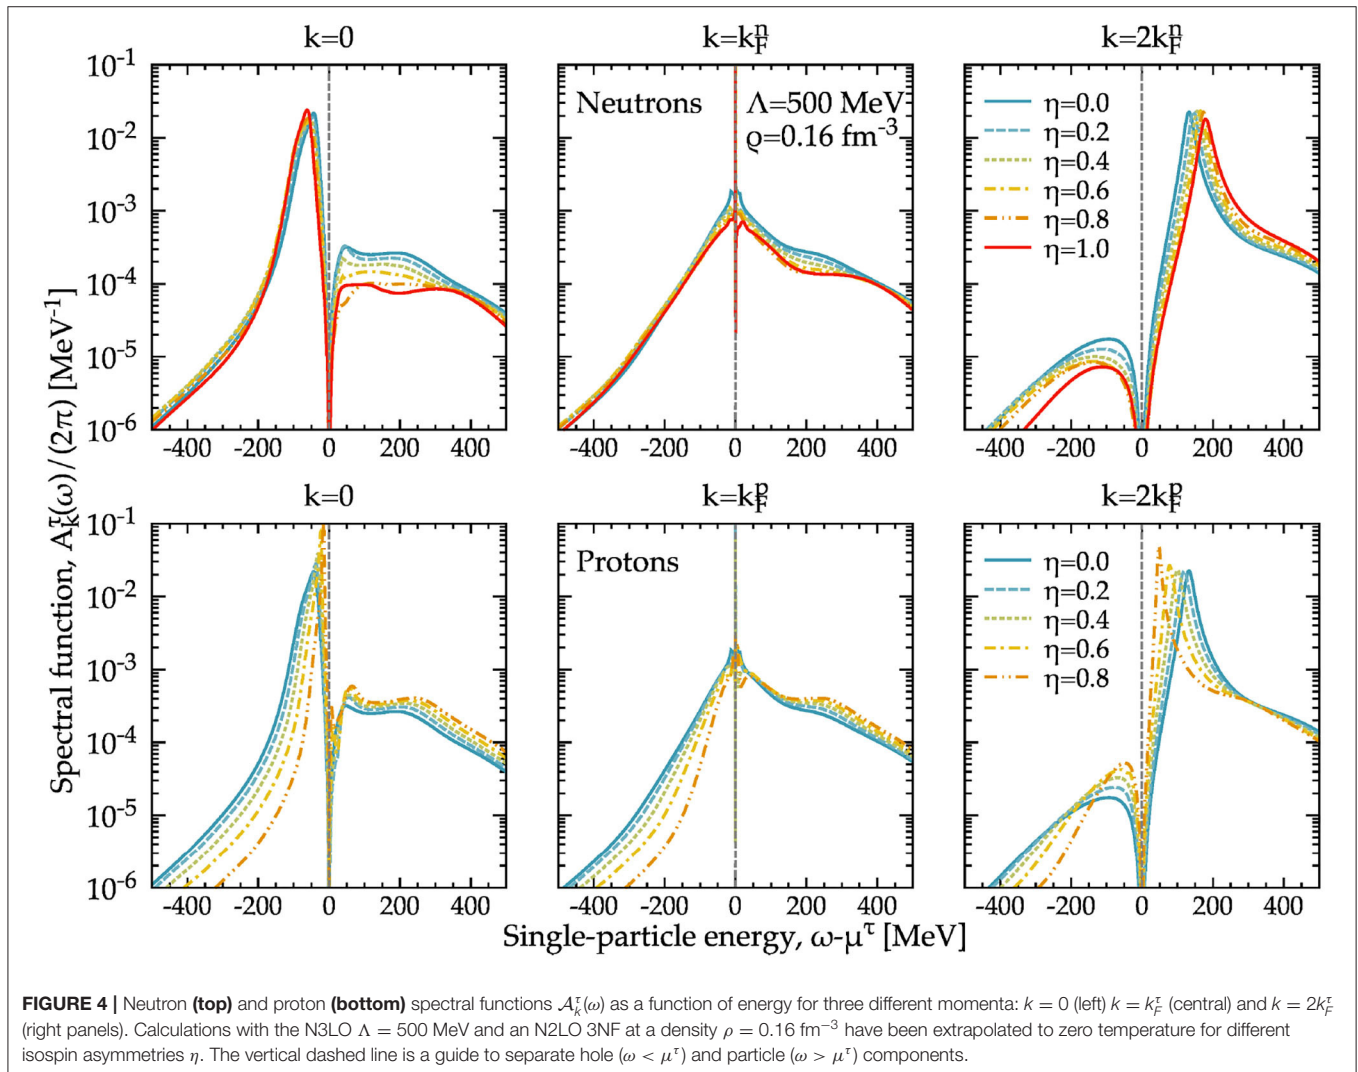 k=0 k=kₙF k=2kₙF
Neutrons
Λ=500 MeV
ϱ=0.16 fm⁻³
η=0.0
η=0.2
η=0.4
η=0.6
η=0.8
η=1.0
10⁻¹
10⁻²
10⁻³
10⁻⁴
10⁻⁵
10⁻⁶
-400 -200 0 200 400 -400 -200 0 200 400 -400 -200 0 200 400
Spectral function, Aᵏτ(ω)/(2π) [MeV⁻¹]
k=0 k=kᵖF k=2kᵖF
Protons
η=0.0
η=0.2
η=0.4
η=0.6
η=0.8
10⁻¹
10⁻²
10⁻³
10⁻⁴
10⁻⁵
10⁻⁶
-400 -200 0 200 400 -400 -200 0 200 400 -400 -200 0 200 400
Single-particle energy, ω-μᵗ [MeV]
FIGURE 4 | Neutron (top) and proton (bottom) spectral functions 𝒜ₖᵗ(ω) as a function of energy for three different momenta: k = 0 (left) k = k_F^τ (central) and k = 2k_F^τ
(right panels). Calculations with the N3LO Λ = 500 MeV and an N2LO 3NF at a density ρ = 0.16 fm⁻³ have been extrapolated to zero temperature for different
isospin asymmetries η. The vertical dashed line is a guide to separate hole (ω < μ^τ) and particle (ω > μ^τ) components.